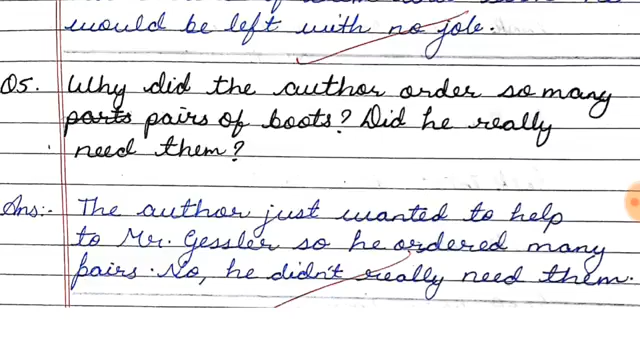 would be left with no job.
Q5. Why did the author order so many
parts pairs of boots? Did he really
need them?
Ans:- The author just wanted to help
to Mr. Gessler so he ordered many
pairs. No, he didn't really need them.